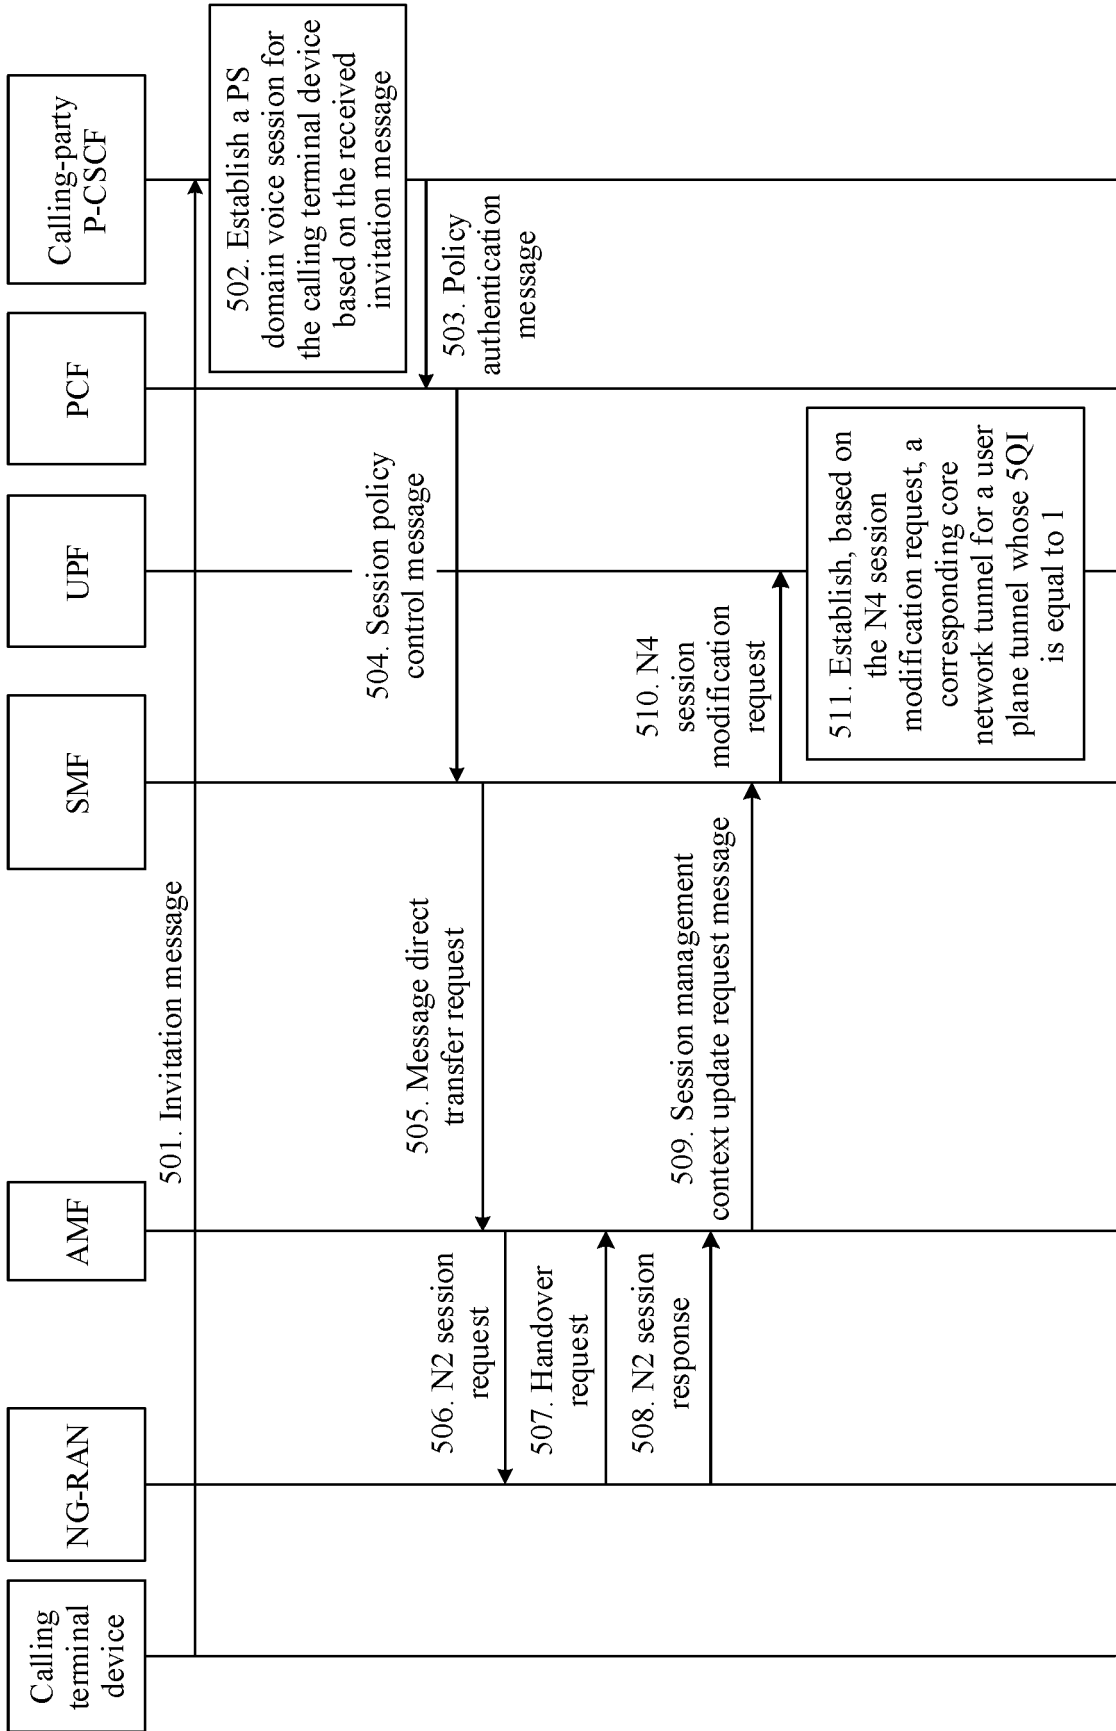 Calling
terminal
device
NG-RAN
AMF
SMF
UPF
PCF
Calling-party
P-CSCF
501. Invitation message
502. Establish a PS
domain voice session for
the calling terminal device
based on the received
invitation message
503. Policy
authentication
message
504. Session policy
control message
505. Message direct
transfer request
506. N2 session
request
507. Handover
request
508. N2 session
response
509. Session management
context update request message
510. N4
session
modification
request
511. Establish, based on
the N4 session
modification request, a
corresponding core
network tunnel for a user
plane tunnel whose 5QI
is equal to 1